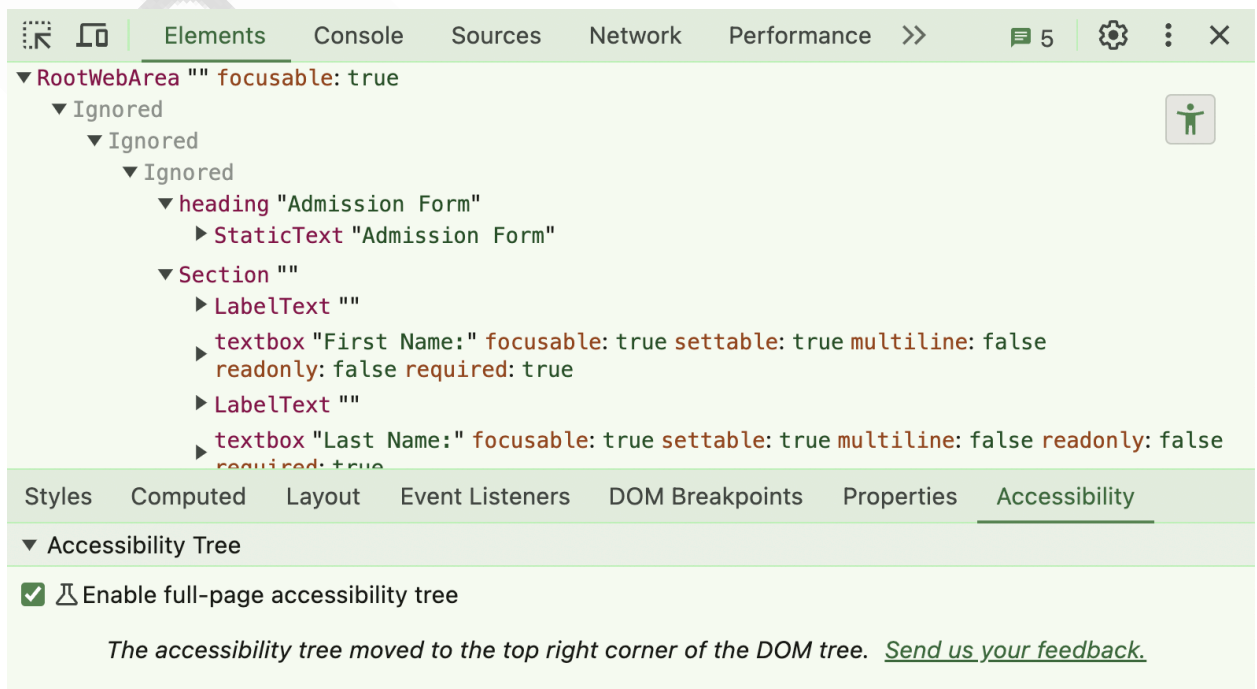 Elements Console Sources Network Performance 5
RootWebArea "" focusable: true
Ignored
Ignored
Ignored
heading "Admission Form"
StaticText "Admission Form"
Section ""
LabelText ""
textbox "First Name:" focusable: true settable: true multiline: false
readonly: false required: true
LabelText ""
textbox "Last Name:" focusable: true settable: true multiline: false readonly: false
required: true
Styles Computed Layout Event Listeners DOM Breakpoints Properties Accessibility
Accessibility Tree
Enable full-page accessibility tree
The accessibility tree moved to the top right corner of the DOM tree. Send us your feedback.